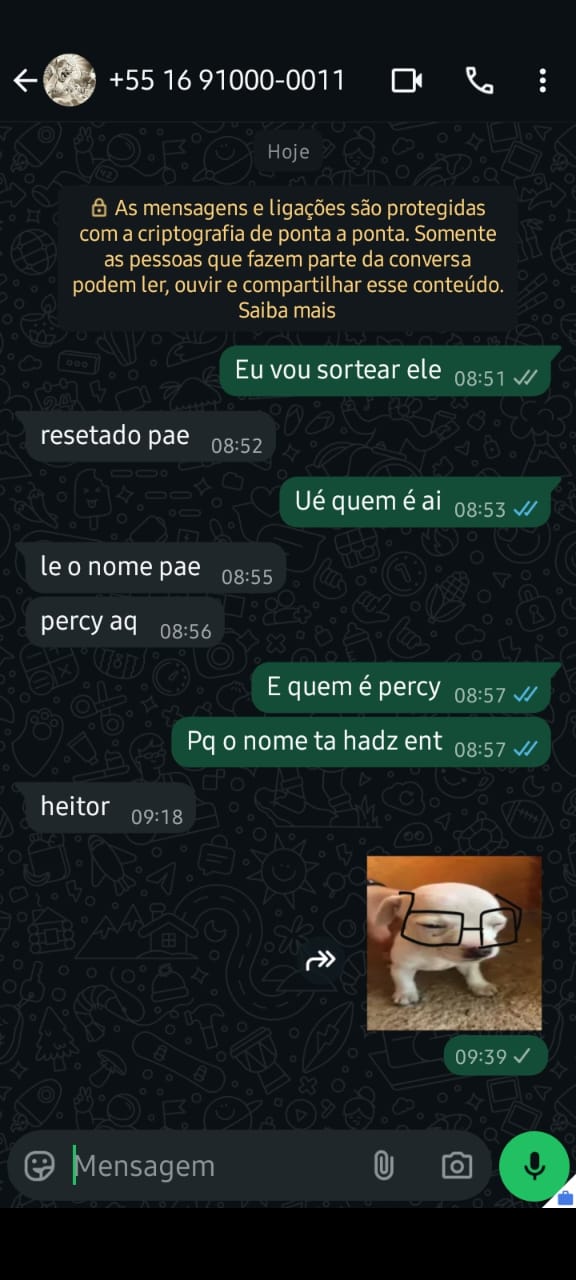 +55 16 91000-0011
Hoje
As mensagens e ligações são protegidas
com a criptografia de ponta a ponta. Somente
as pessoas que fazem parte da conversa
podem ler, ouvir e compartilhar esse conteúdo.
Saiba mais
Eu vou sortear ele 08:51
resetado pae 08:52
Ué quem é ai 08:53
le o nome pae 08:55
percy aq 08:56
E quem é percy 08:57
Pq o nome ta hadz ent 08:57
heitor 09:18
09:39
Mensagem